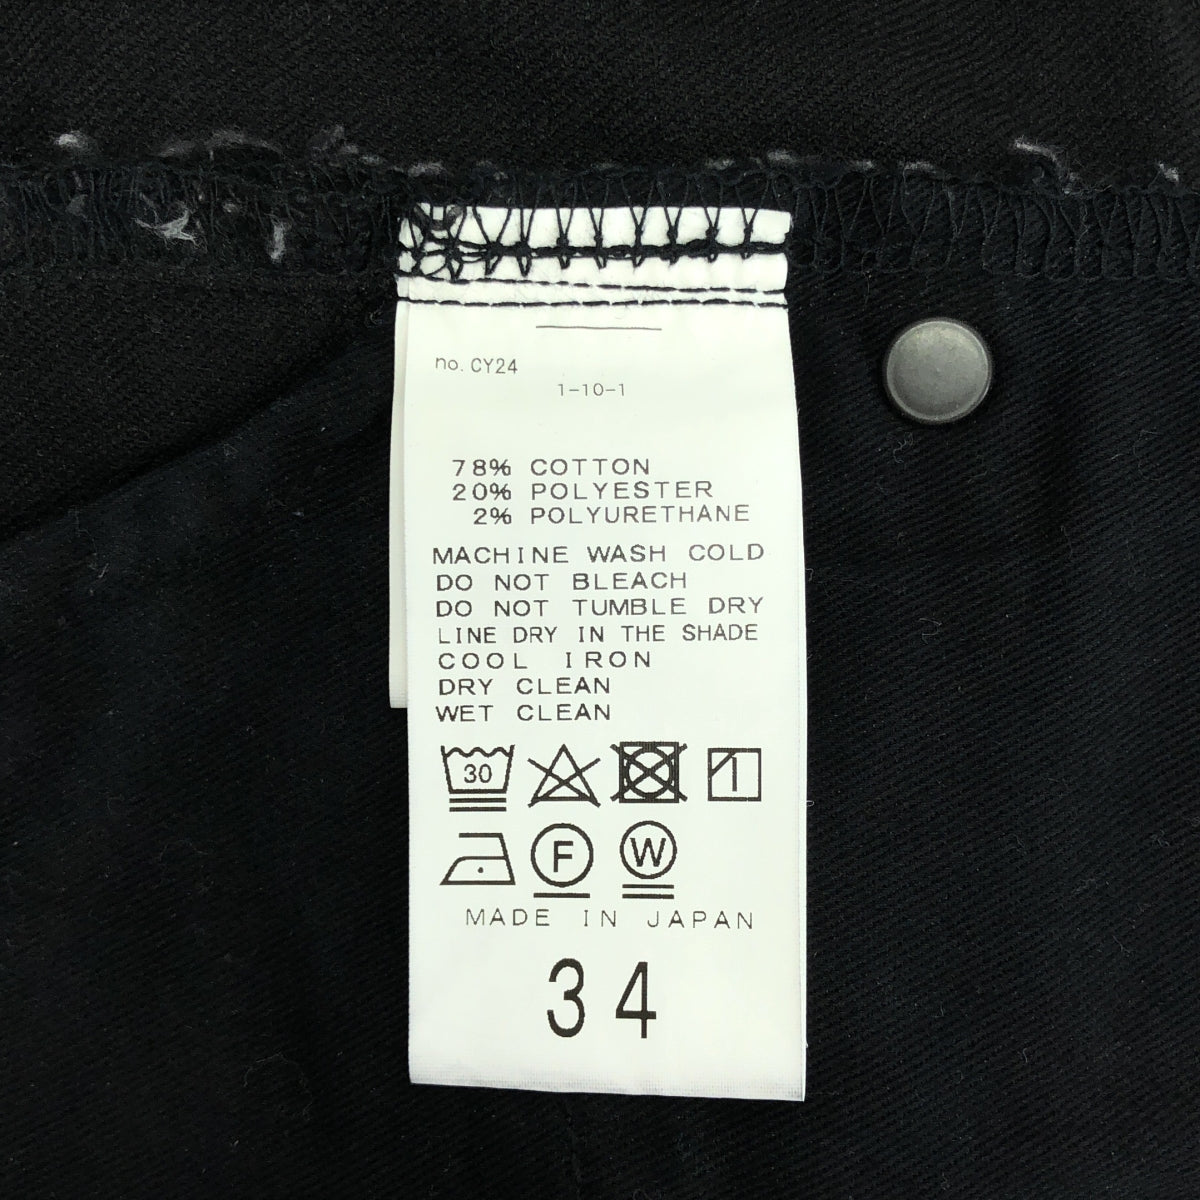 no. CY24
1-10-1
78% COTTON
20% POLYESTER
2% POLYURETHANE
MACHINE WASH COLD
DO NOT BLEACH
DO NOT TUMBLE DRY
LINE DRY IN THE SHADE
COOL IRON
DRY CLEAN
WET CLEAN
30
F W
MADE IN JAPAN
34